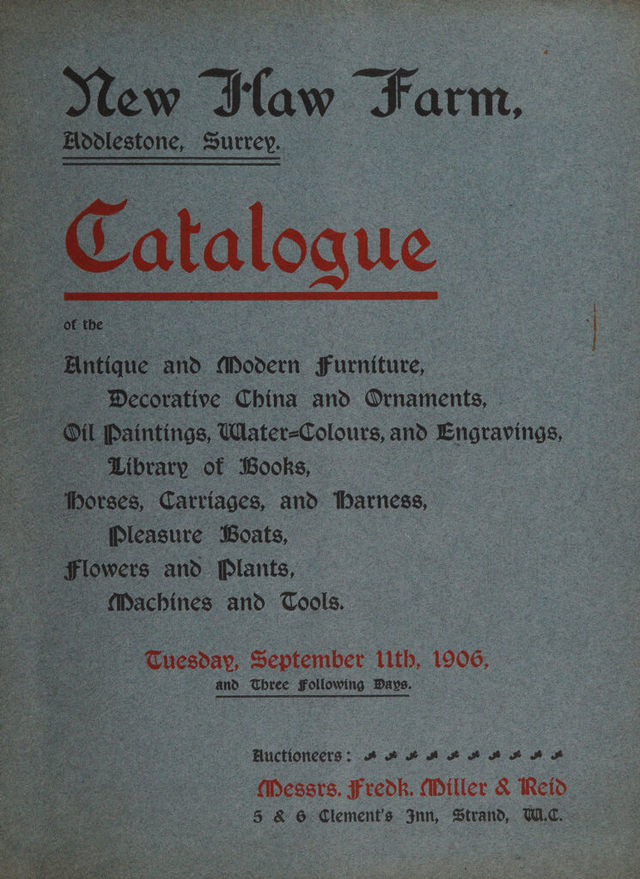 New Haw Farm,
Addlestone, Surrey.
Catalogue
of the
Antique and Modern Furniture,
Decorative China and Ornaments,
Oil Paintings, Water=Colours, and Engravings,
Library of Books,
Horses, Carriages, and Harness,
Pleasure Boats,
Flowers and Plants,
Machines and Tools.
Tuesday, September 11th, 1906,
and Three Following Days.
Auctioneers:
Messrs. Fredk. Miller & Reid
5 & 6 Clement's Inn, Strand, W.C.